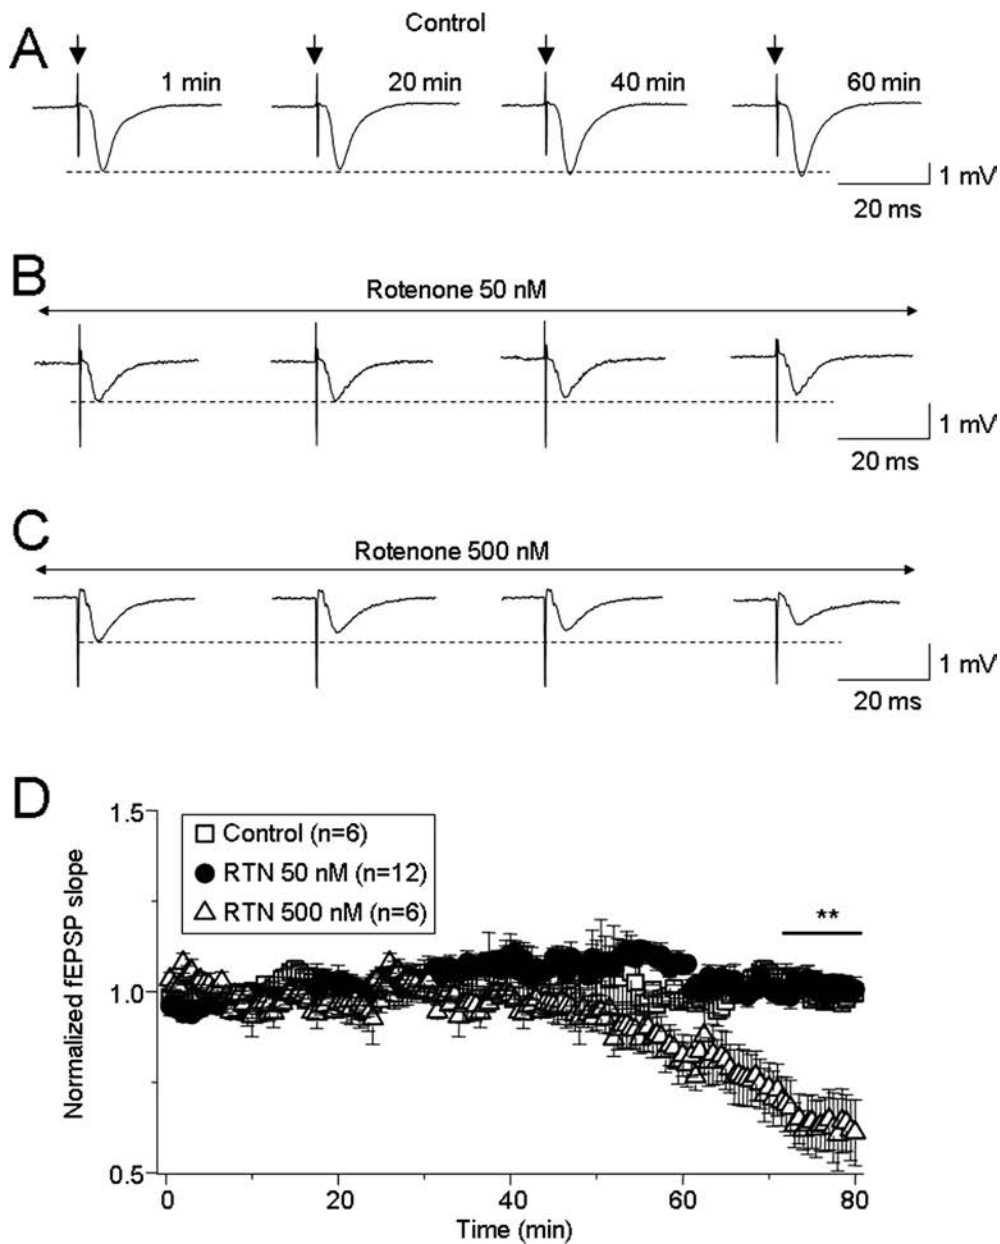 A
Control
1 min
20 min
40 min
60 min
1 mV
20 ms
B
Rotenone 50 nM
1 mV
20 ms
C
Rotenone 500 nM
1 mV
20 ms
D
Normalized fEPSP slope
1.5
1.0
0.5
Control (n=6)
RTN 50 nM (n=12)
RTN 500 nM (n=6)
**
0 20 40 60 80
Time (min)